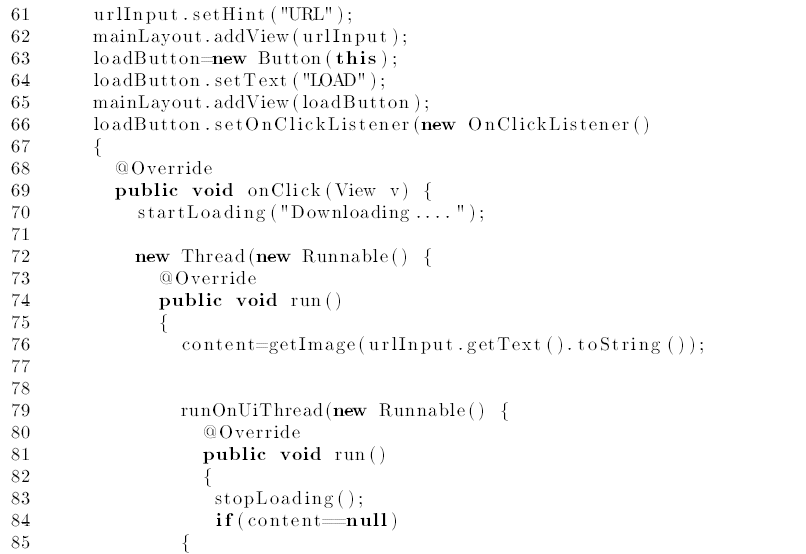 61 urlInput.setHint("URL");
62 mainLayout.addView(urlInput);
63 loadButton=new Button(this);
64 loadButton.setText("LOAD");
65 mainLayout.addView(loadButton);
66 loadButton.setOnClickListener(new OnClickListener()
67 {
68 @Override
69 public void onClick(View v) {
70 startLoading("Downloading....");
71
72 new Thread(new Runnable() {
73 @Override
74 public void run()
75 {
76 content=getImage(urlInput.getText().toString());
77
78
79 runOnUiThread(new Runnable() {
80 @Override
81 public void run()
82 {
83 stopLoading();
84 if(content==null)
85 {